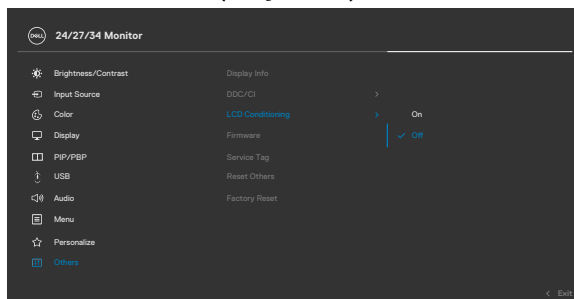 DELL 24/27/34 Monitor
Brightness/Contrast Display Info
Input Source DDC/CI >
Color LCD Conditioning > On
Display Firmware ✓ Off
PIP/PBP Service Tag
USB Reset Others
Audio Factory Reset
Menu
Personalize
Others
< Exit